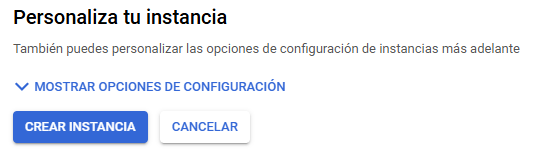 Personaliza tu instancia
También puedes personalizar las opciones de configuración de instancias más adelante
MOSTRAR OPCIONES DE CONFIGURACIÓN
CREAR INSTANCIA
CANCELAR